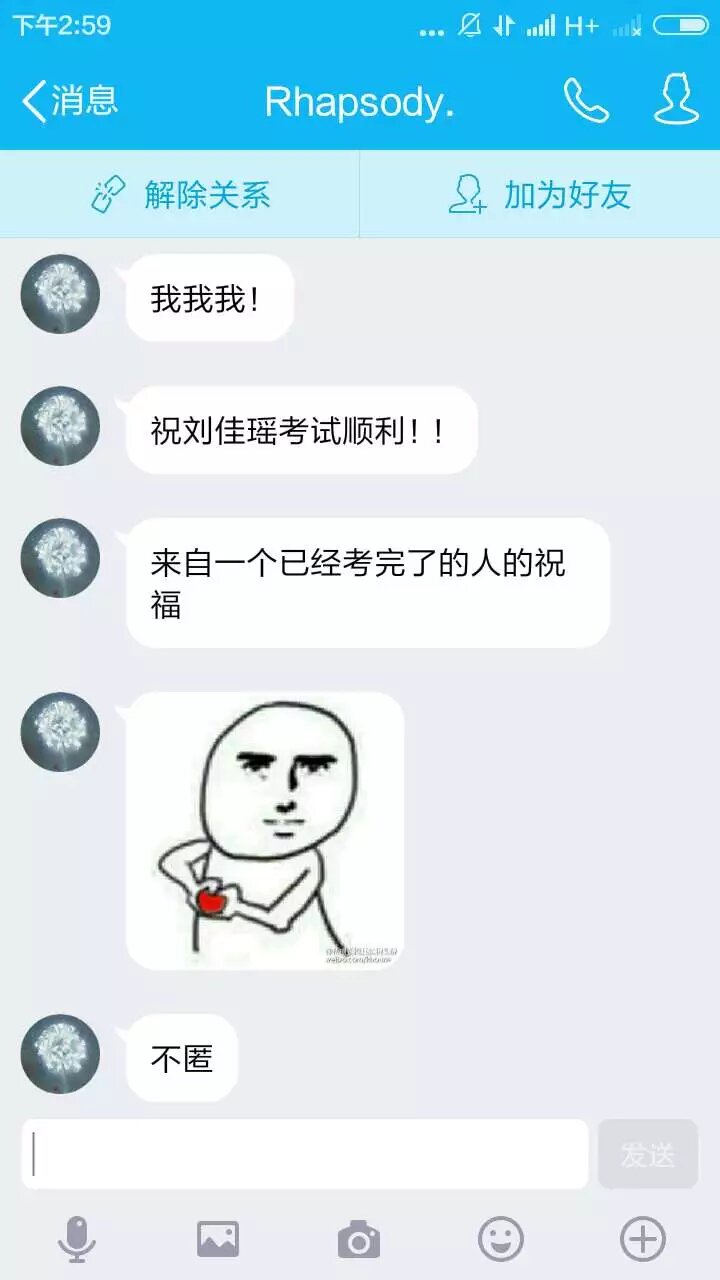 下午2:59
H+
消息
Rhapsody.
解除关系
加为好友
我我我!
祝刘佳瑶考试顺利!!
来自一个已经考完了的人的祝
福
不匿
发送